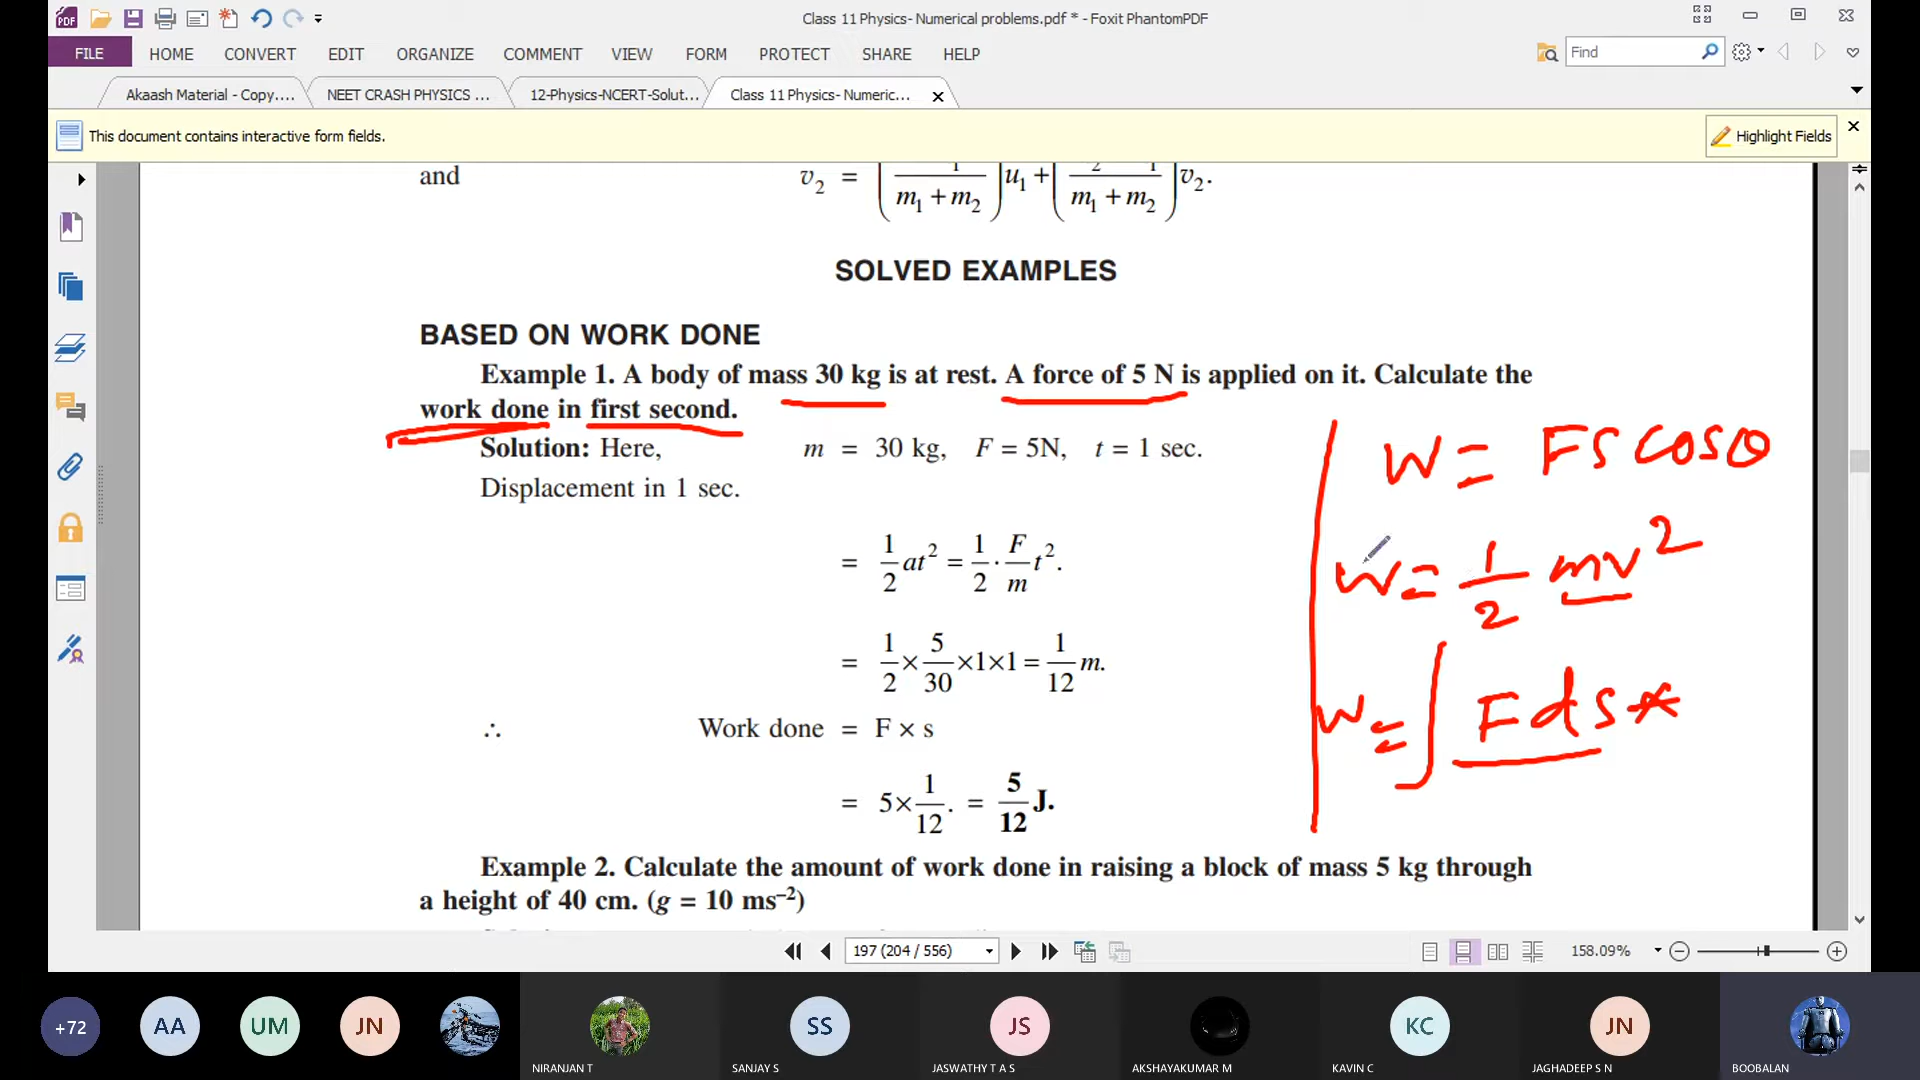 Class 11 Physics- Numerical problems.pdf * - Foxit PhantomPDF
FILE HOME CONVERT EDIT ORGANIZE COMMENT VIEW FORM PROTECT SHARE HELP Find
Akaash Material - Copy.... NEET CRASH PHYSICS ... 12-Physics-NCERT-Solut... Class 11 Physics- Numeric...
This document contains interactive form fields. Highlight Fields
and v₂ = ( / m₁ + m₂ ) u₁ + ( / m₁ + m₂ ) v₂.
SOLVED EXAMPLES
BASED ON WORK DONE
Example 1. A body of mass 30 kg is at rest. A force of 5 N is applied on it. Calculate the
work done in first second.
Solution: Here, m = 30 kg, F = 5N, t = 1 sec.
Displacement in 1 sec.
= 1/2 at² = 1/2 · F/m t².
= 1/2 × 5/30 ×1×1 = 1/12 m.
∴ Work done = F × s
= 5× 1/12 . = 5/12 J.
Example 2. Calculate the amount of work done in raising a block of mass 5 kg through
a height of 40 cm. (g = 10 ms⁻²)
W = FS cosθ
W = 1/2 mv²
W = ∫ F ds *
197 (204 / 556) 158.09%
+72 AA UM JN SS JS KC JN
NIRANJAN T SANJAY S JASWATHY T A S AKSHAYAKUMAR M KAVIN C JAGHADEEP S N BOOBALAN